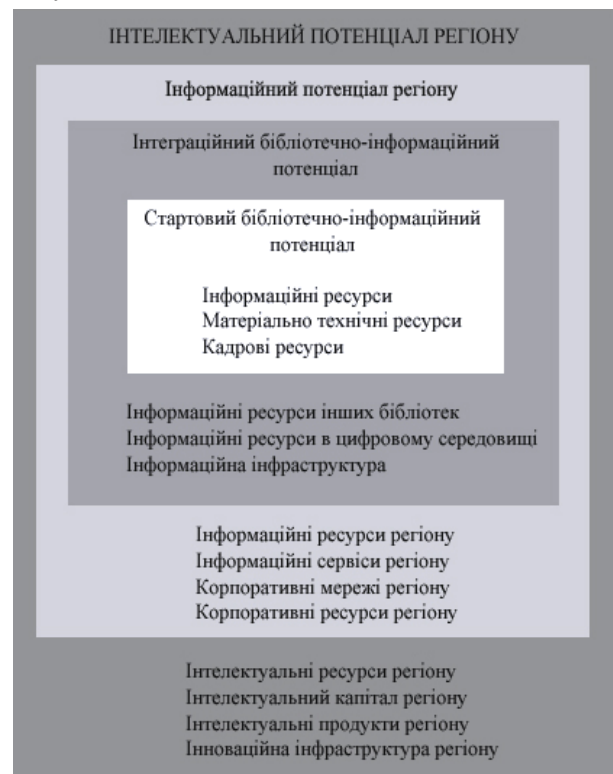 ІНТЕЛЕКТУАЛЬНИЙ ПОТЕНЦІАЛ РЕГІОНУ
Інформаційний потенціал регіону
Інтеграційний бібліотечно-інформаційний
потенціал
Стартовий бібліотечно-інформаційний
потенціал
Інформаційні ресурси
Матеріально технічні ресурси
Кадрові ресурси
Інформаційні ресурси інших бібліотек
Інформаційні ресурси в цифровому середовищі
Інформаційна інфраструктура
Інформаційні ресурси регіону
Інформаційні сервіси регіону
Корпоративні мережі регіону
Корпоративні ресурси регіону
Інтелектуальні ресурси регіону
Інтелектуальний капітал регіону
Інтелектуальні продукти регіону
Інноваційна інфраструктура регіону